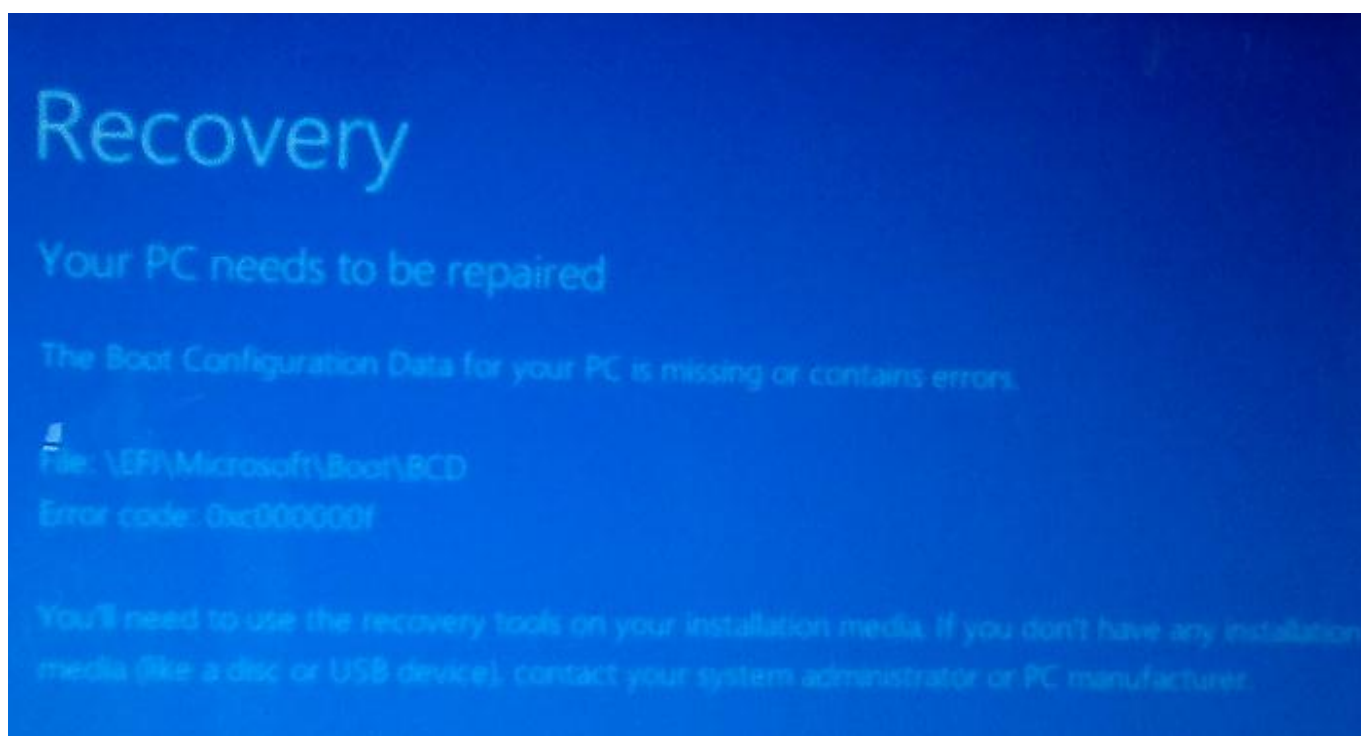 Recovery
Your PC needs to be repaired
The Boot Configuration Data for your PC is missing or contains errors.
File: \EFI\Microsoft\Boot\BCD
Error code: 0xc000000f
You'll need to use the recovery tools on your installation media. If you don't have any installation
media (like a disc or USB device), contact your system administrator or PC manufacturer.